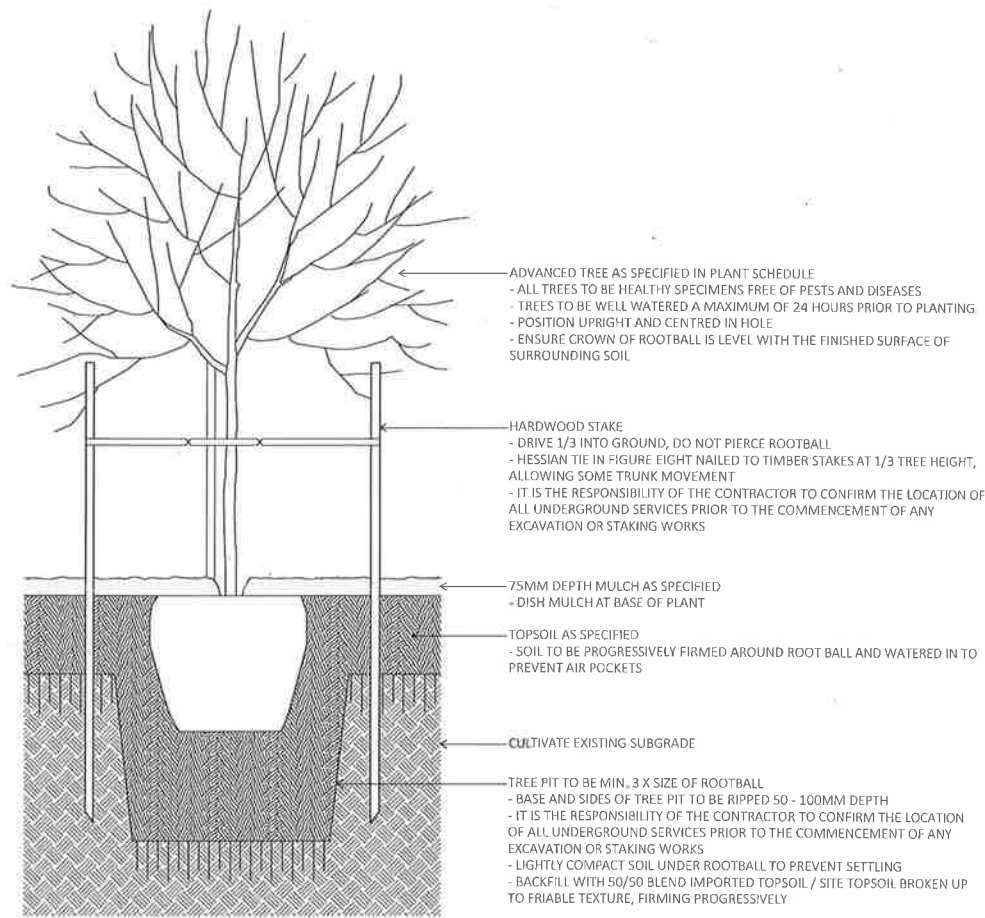 ADVANCED TREE AS SPECIFIED IN PLANT SCHEDULE
- ALL TREES TO BE HEALTHY SPECIMENS FREE OF PESTS AND DISEASES
- TREES TO BE WELL WATERED A MAXIMUM OF 24 HOURS PRIOR TO PLANTING
- POSITION UPRIGHT AND CENTRED IN HOLE
- ENSURE CROWN OF ROOTBALL IS LEVEL WITH THE FINISHED SURFACE OF
SURROUNDING SOIL
HARDWOOD STAKE
- DRIVE 1/3 INTO GROUND, DO NOT PIERCE ROOTBALL
- HESSIAN TIE IN FIGURE EIGHT NAILED TO TIMBER STAKES AT 1/3 TREE HEIGHT,
ALLOWING SOME TRUNK MOVEMENT
- IT IS THE RESPONSIBILITY OF THE CONTRACTOR TO CONFIRM THE LOCATION OF
ALL UNDERGROUND SERVICES PRIOR TO THE COMMENCEMENT OF ANY
EXCAVATION OR STAKING WORKS
75MM DEPTH MULCH AS SPECIFIED
- DISH MULCH AT BASE OF PLANT
TOPSOIL AS SPECIFIED
- SOIL TO BE PROGRESSIVELY FIRMED AROUND ROOT BALL AND WATERED IN TO
PREVENT AIR POCKETS
CULTIVATE EXISTING SUBGRADE
TREE PIT TO BE MIN. 3 X SIZE OF ROOTBALL
- BASE AND SIDES OF TREE PIT TO BE RIPPED 50 - 100MM DEPTH
- IT IS THE RESPONSIBILITY OF THE CONTRACTOR TO CONFIRM THE LOCATION
OF ALL UNDERGROUND SERVICES PRIOR TO THE COMMENCEMENT OF ANY
EXCAVATION OR STAKING WORKS
- LIGHTLY COMPACT SOIL UNDER ROOTBALL TO PREVENT SETTLING
- BACKFILL WITH 50/50 BLEND IMPORTED TOPSOIL / SITE TOPSOIL BROKEN UP
TO FRIABLE TEXTURE, FIRMING PROGRESSIVELY